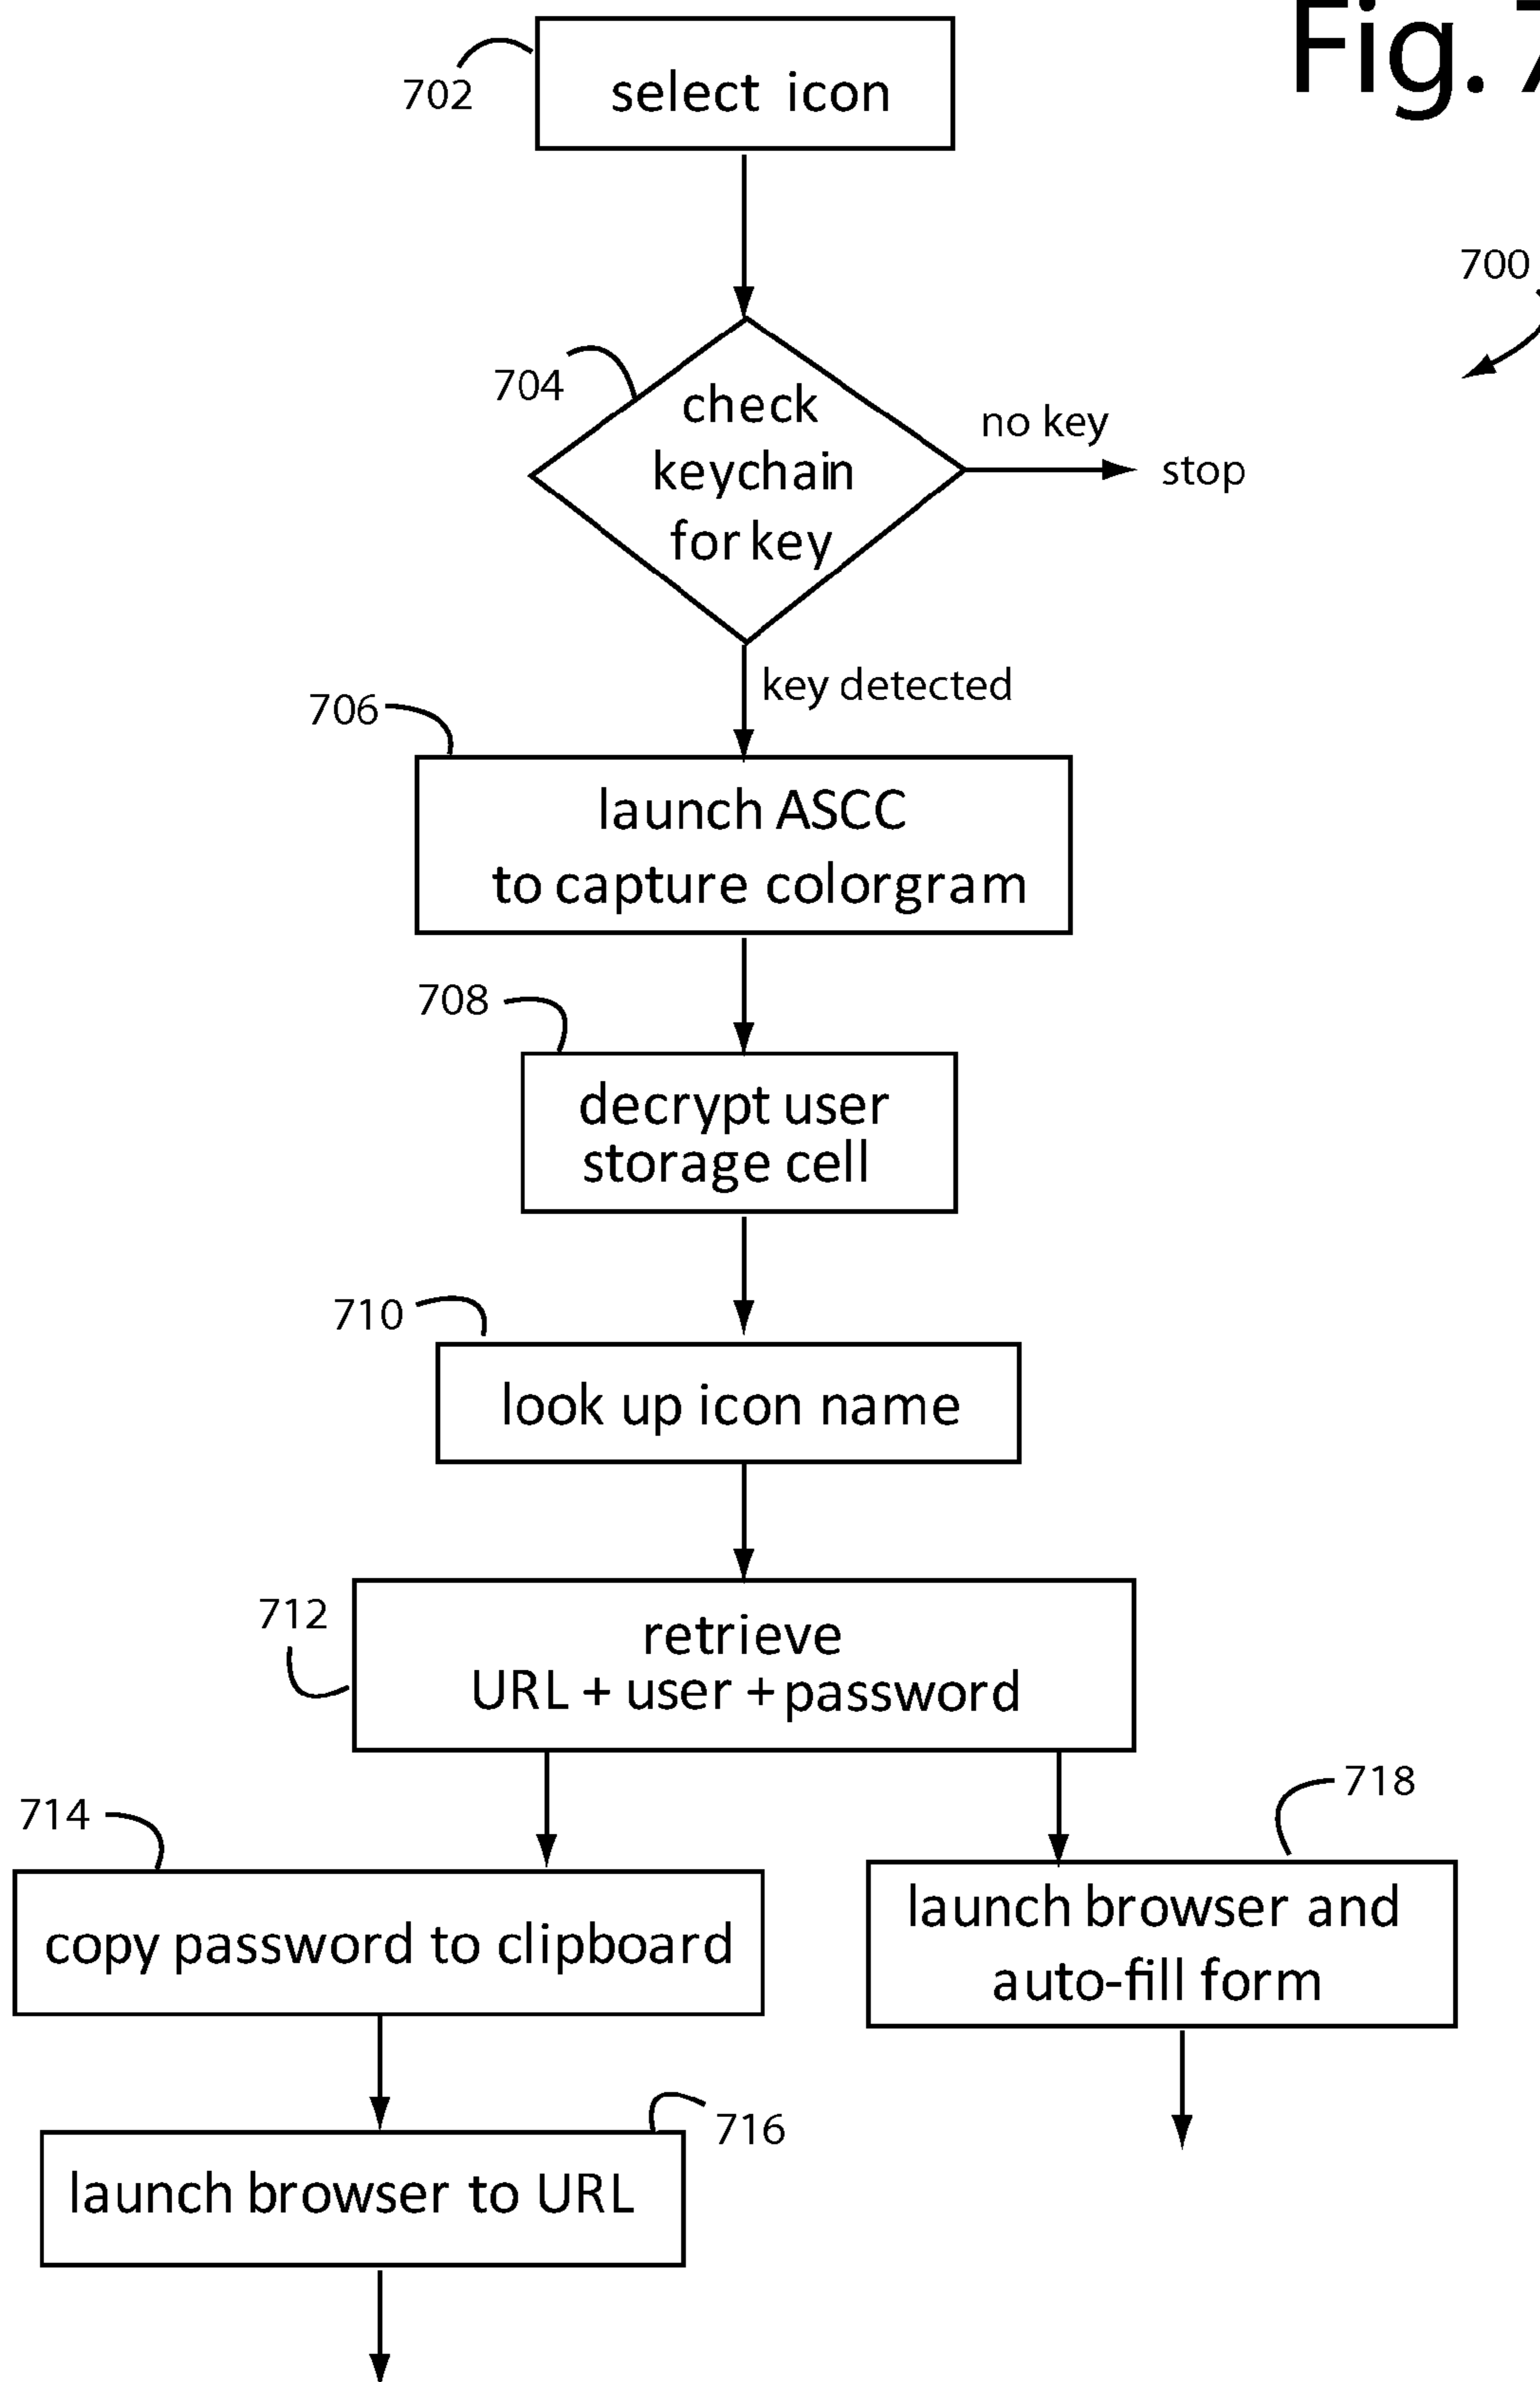 Fig. 7
702
select icon
700
704
check
keychain
for key
no key
stop
key detected
706
launch ASCC
to capture colorgram
708
decrypt user
storage cell
710
look up icon name
712
retrieve
URL + user + password
714
718
copy password to clipboard
launch browser and
auto-fill form
716
launch browser to URL